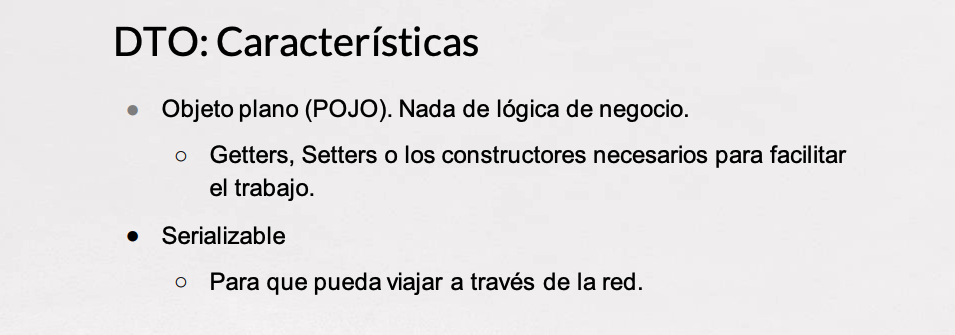 DTO: Características
● Objeto plano (POJO). Nada de lógica de negocio.
○ Getters, Setters o los constructores necesarios para facilitar
el trabajo.
● Serializable
○ Para que pueda viajar a través de la red.